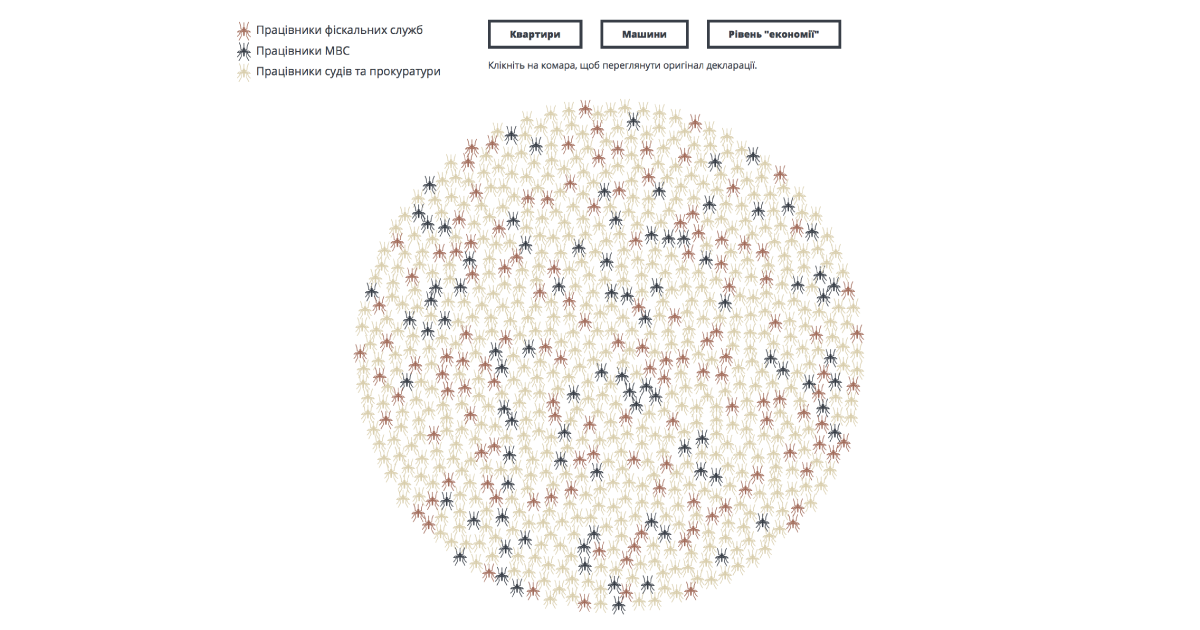 Працівники фіскальних служб
Працівники МВС
Працівники судів та прокуратури
Квартири
Машини
Рівень "економії"
Клікніть на комара, щоб переглянути оригінал декларації.